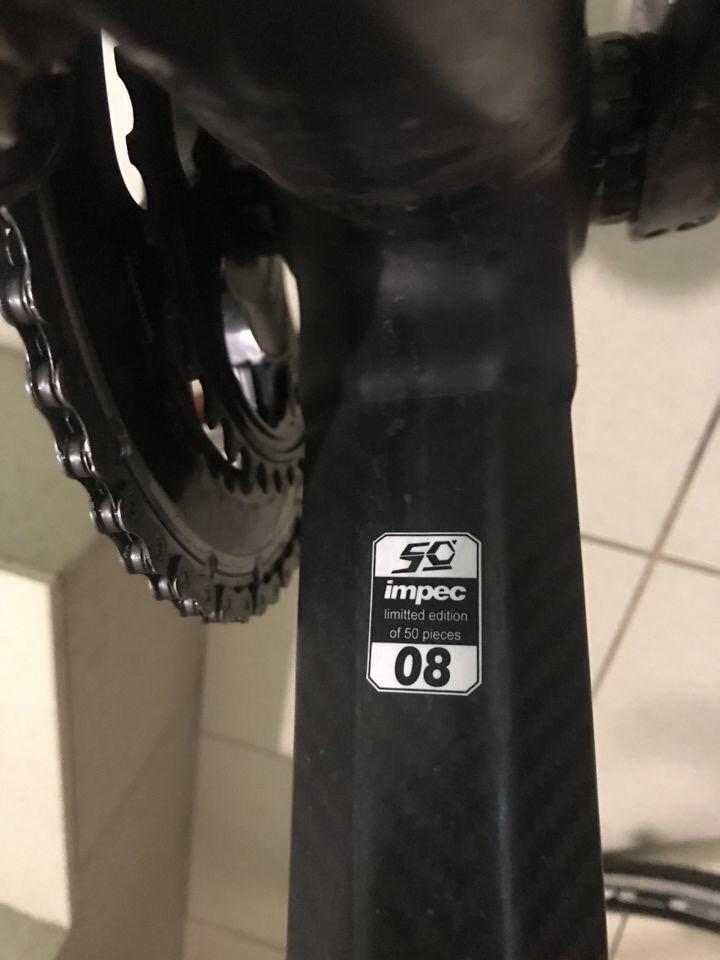 50
impec
limitted edition
of 50 pieces
08